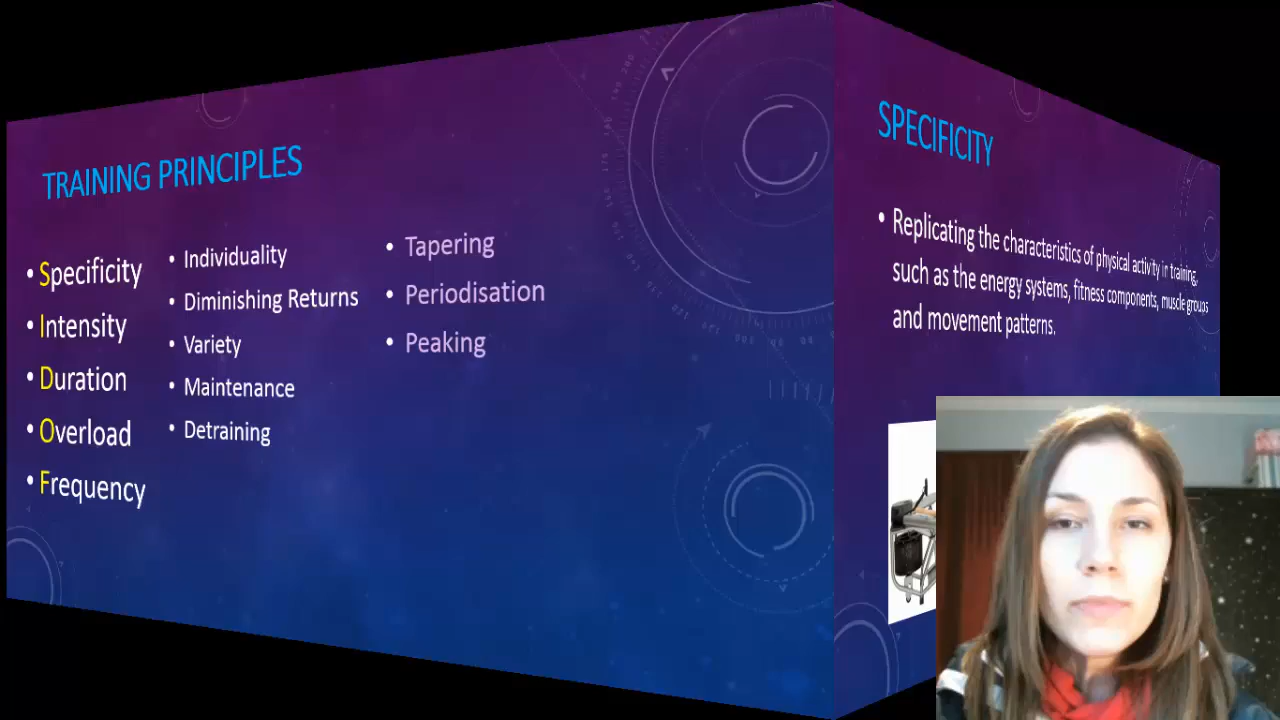 TRAINING PRINCIPLES
• Specificity
• Intensity
• Duration
• Overload
• Frequency
• Individuality
• Diminishing Returns
• Variety
• Maintenance
• Detraining
• Tapering
• Periodisation
• Peaking
SPECIFICITY
• Replicating the characteristics of physical activity in training,
such as the energy systems, fitness components, muscle groups
and movement patterns.